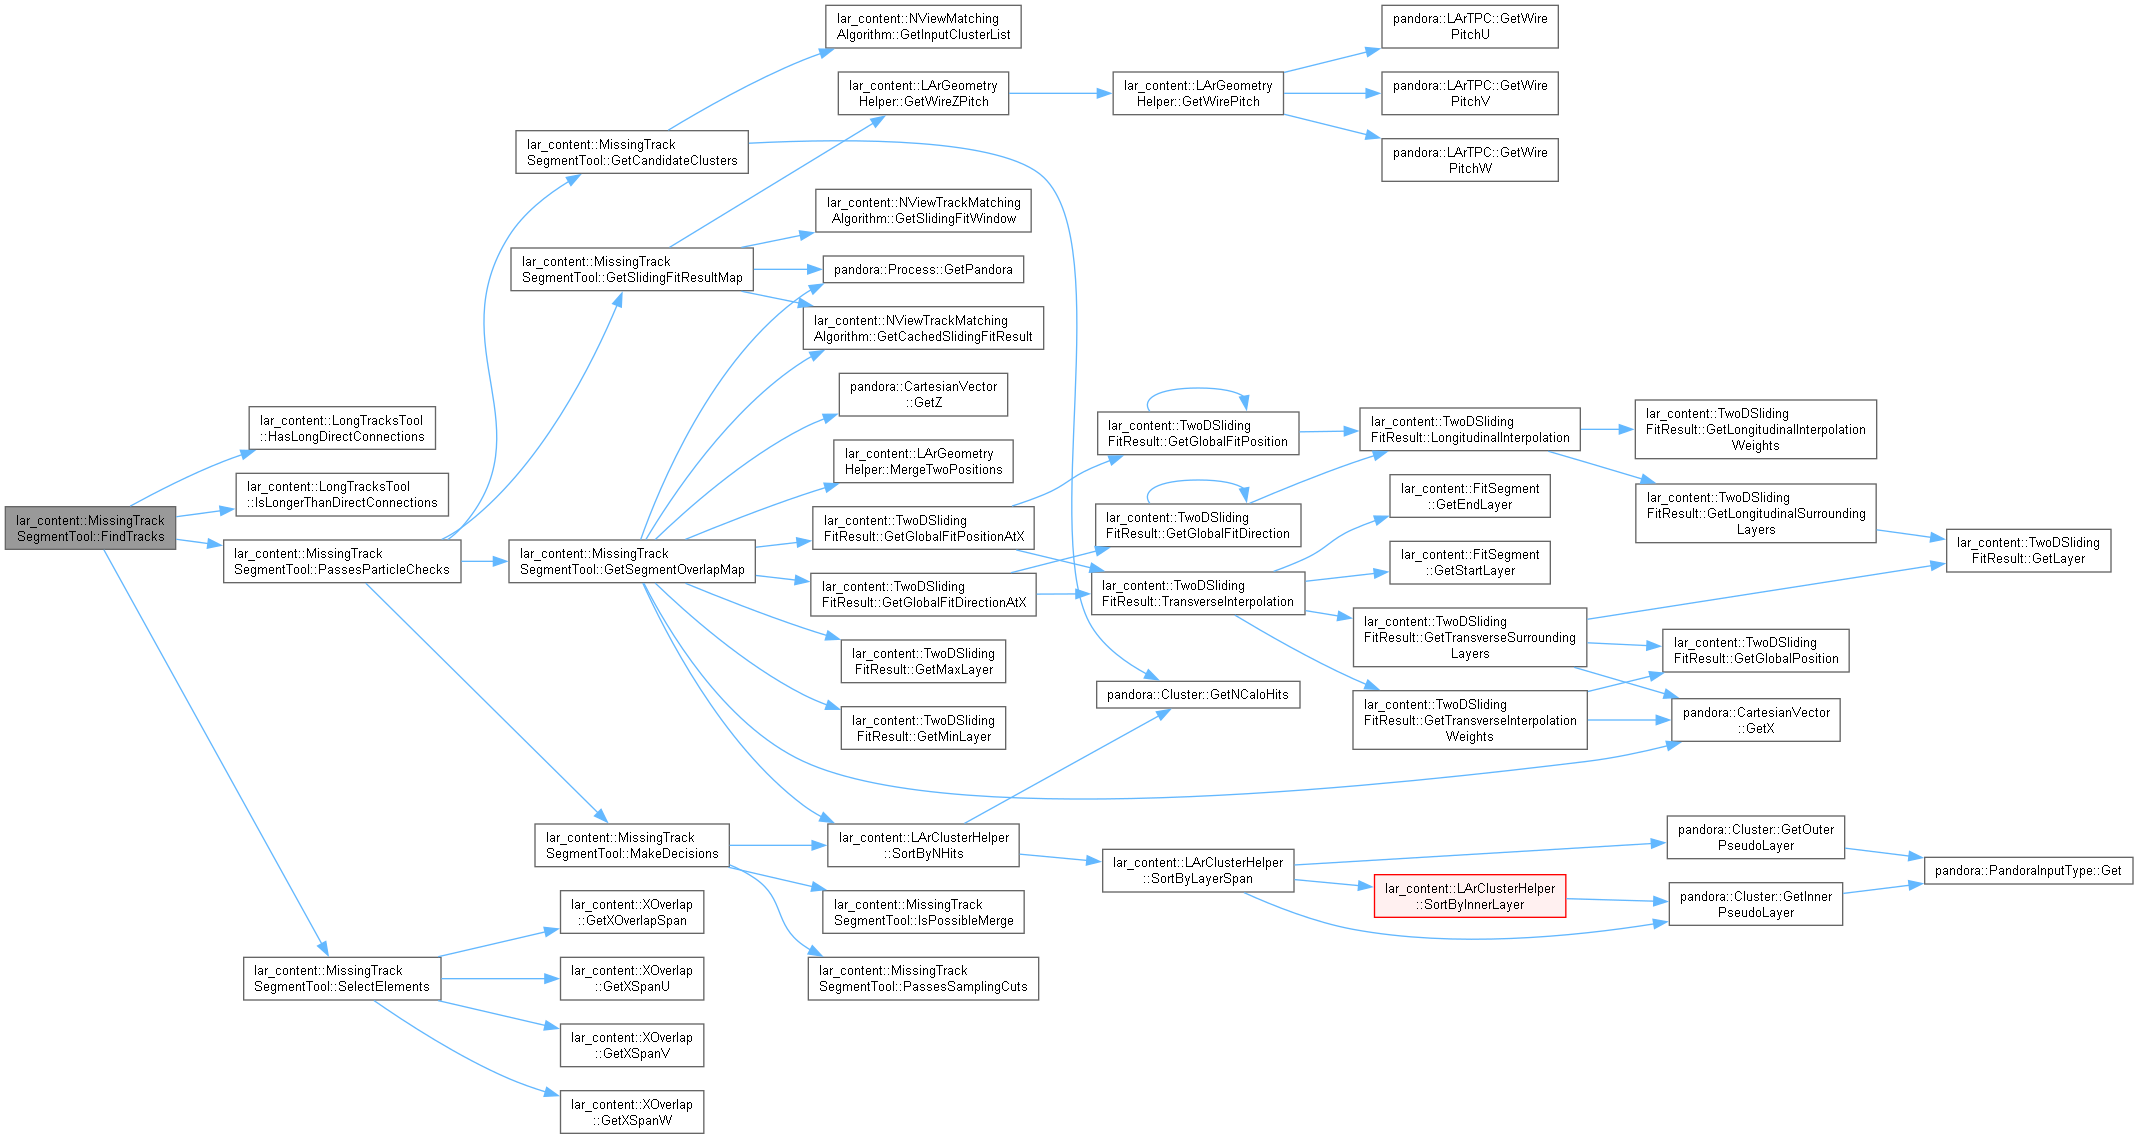 lar_content::MissingTrack
SegmentTool::FindTracks
lar_content::LongTracksTool
::HasLongDirectConnections
lar_content::LongTracksTool
::IsLongerThanDirectConnections
lar_content::MissingTrack
SegmentTool::PassesParticleChecks
lar_content::MissingTrack
SegmentTool::SelectElements
lar_content::MissingTrack
SegmentTool::GetCandidateClusters
lar_content::MissingTrack
SegmentTool::GetSlidingFitResultMap
lar_content::MissingTrack
SegmentTool::GetSegmentOverlapMap
lar_content::MissingTrack
SegmentTool::MakeDecisions
lar_content::XOverlap
::GetXOverlapSpan
lar_content::XOverlap
::GetXSpanU
lar_content::XOverlap
::GetXSpanV
lar_content::XOverlap
::GetXSpanW
lar_content::NViewMatching
Algorithm::GetInputClusterList
lar_content::LArGeometry
Helper::GetWireZPitch
lar_content::NViewTrackMatching
Algorithm::GetSlidingFitWindow
pandora::Process::GetPandora
lar_content::NViewTrackMatching
Algorithm::GetCachedSlidingFitResult
pandora::CartesianVector
::GetZ
lar_content::LArGeometry
Helper::MergeTwoPositions
lar_content::TwoDSliding
FitResult::GetGlobalFitPositionAtX
lar_content::TwoDSliding
FitResult::GetGlobalFitDirectionAtX
lar_content::TwoDSliding
FitResult::GetMaxLayer
lar_content::TwoDSliding
FitResult::GetMinLayer
lar_content::LArClusterHelper
::SortByNHits
lar_content::MissingTrack
SegmentTool::IsPossibleMerge
lar_content::MissingTrack
SegmentTool::PassesSamplingCuts
lar_content::LArGeometry
Helper::GetWirePitch
lar_content::TwoDSliding
FitResult::GetGlobalFitPosition
lar_content::TwoDSliding
FitResult::GetGlobalFitDirection
lar_content::TwoDSliding
FitResult::TransverseInterpolation
pandora::Cluster::GetNCaloHits
lar_content::LArClusterHelper
::SortByLayerSpan
pandora::LArTPC::GetWire
PitchU
pandora::LArTPC::GetWire
PitchV
pandora::LArTPC::GetWire
PitchW
lar_content::TwoDSliding
FitResult::LongitudinalInterpolation
lar_content::FitSegment
::GetEndLayer
lar_content::FitSegment
::GetStartLayer
lar_content::TwoDSliding
FitResult::GetTransverseSurrounding
Layers
lar_content::TwoDSliding
FitResult::GetTransverseInterpolation
Weights
lar_content::LArClusterHelper
::SortByInnerLayer
lar_content::TwoDSliding
FitResult::GetLongitudinalInterpolation
Weights
lar_content::TwoDSliding
FitResult::GetLongitudinalSurrounding
Layers
lar_content::TwoDSliding
FitResult::GetGlobalPosition
pandora::CartesianVector
::GetX
pandora::Cluster::GetOuter
PseudoLayer
pandora::Cluster::GetInner
PseudoLayer
lar_content::TwoDSliding
FitResult::GetLayer
pandora::PandoraInputType::Get